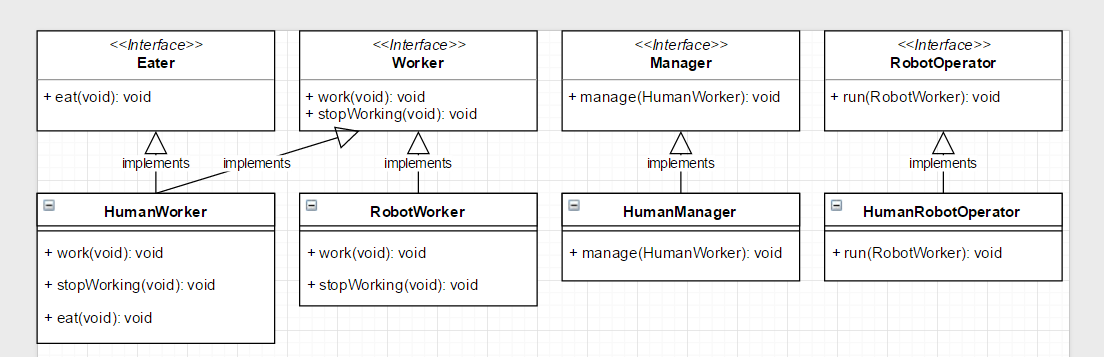 <<Interface>>
Eater
+ eat(void): void
<<Interface>>
Worker
+ work(void): void
+ stopWorking(void): void
<<Interface>>
Manager
+ manage(HumanWorker): void
<<Interface>>
RobotOperator
+ run(RobotWorker): void
implements
implements
implements
implements
implements
HumanWorker
+ work(void): void
+ stopWorking(void): void
+ eat(void): void
RobotWorker
+ work(void): void
+ stopWorking(void): void
HumanManager
+ manage(HumanWorker): void
HumanRobotOperator
+ run(RobotWorker): void